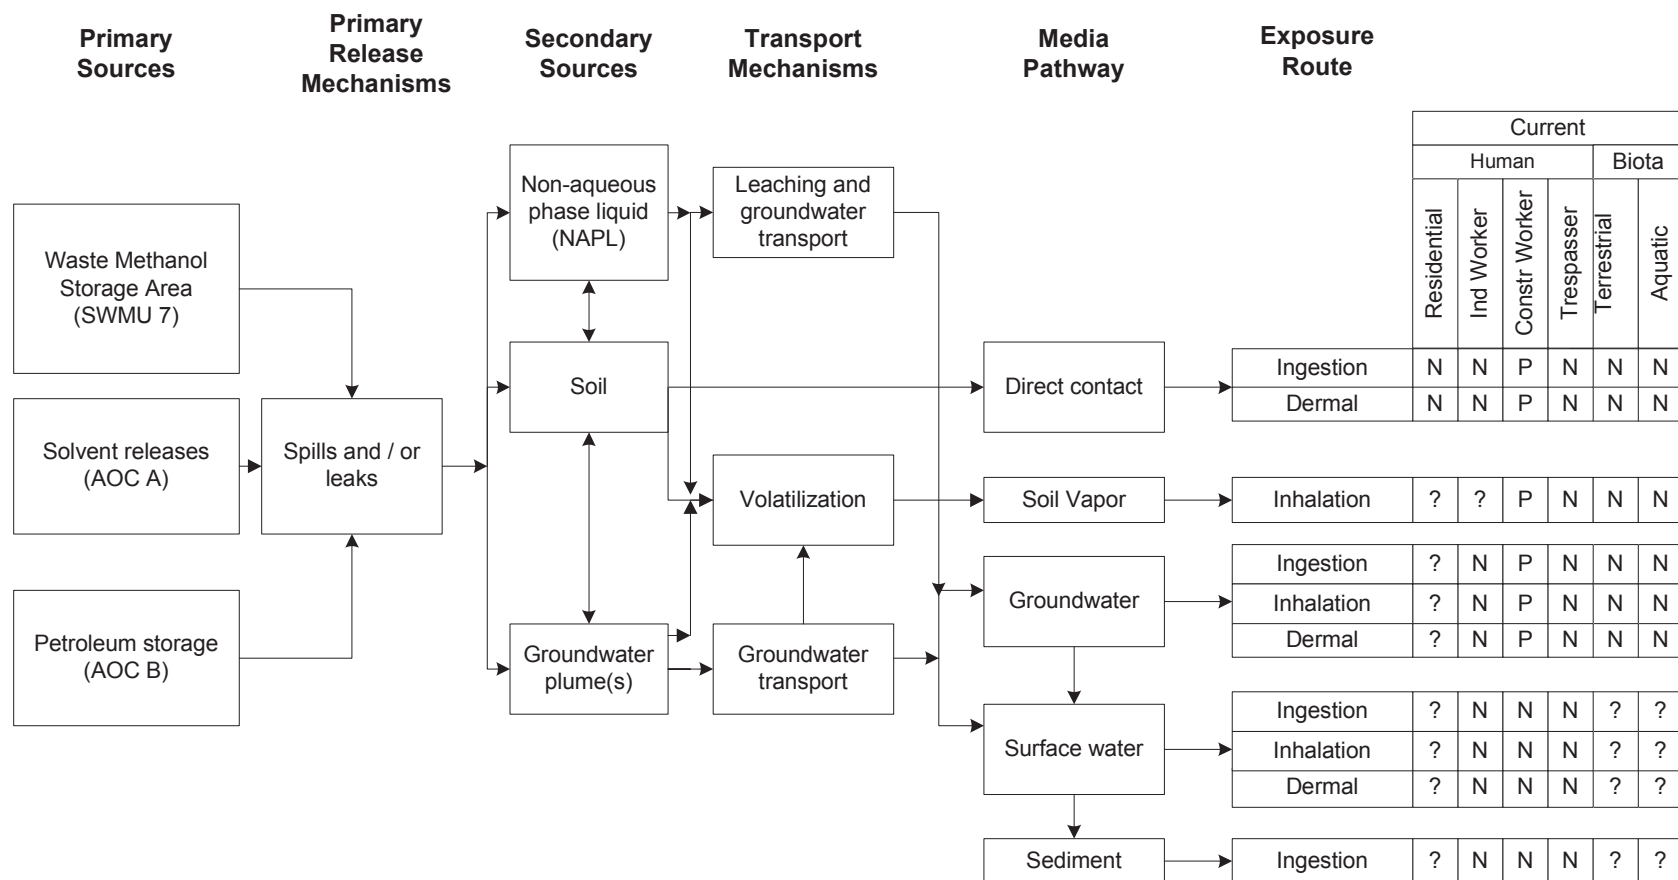 Primary
Sources
Primary
Release
Mechanisms
Secondary
Sources
Transport
Mechanisms
Media
Pathway
Exposure
Route
Current
Human Biota
Residential
Ind Worker
Constr Worker
Trespasser
Terrestrial
Aquatic
Waste Methanol
Storage Area
(SWMU 7)
Solvent releases
(AOC A)
Petroleum storage
(AOC B)
Spills and / or
leaks
Non-aqueous
phase liquid
(NAPL)
Soil
Groundwater
plume(s)
Leaching and
groundwater
transport
Volatilization
Groundwater
transport
Direct contact
Soil Vapor
Groundwater
Surface water
Sediment
Ingestion N N P N N N
Dermal N N P N N N
Inhalation ? ? P N N N
Ingestion ? N P N N N
Inhalation ? N P N N N
Dermal ? N P N N N
Ingestion ? N N N ? ?
Inhalation ? N N N ? ?
Dermal ? N N N ? ?
Ingestion ? N N N ? ?